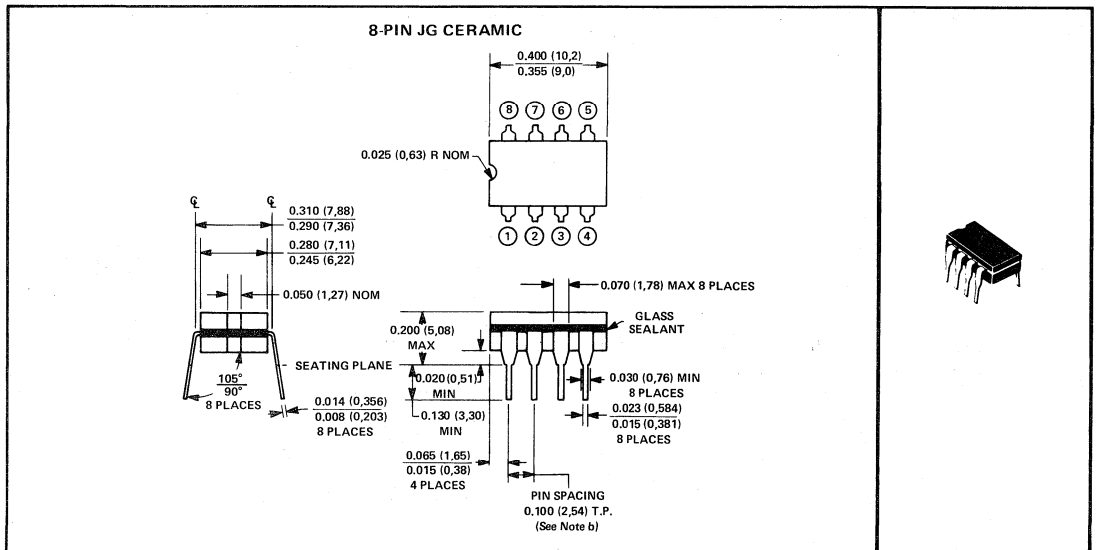 8-PIN JG CERAMIC
0.400 (10,2)
0.355 (9,0)
8 7 6 5
0.025 (0,63) R NOM
1 2 3 4
℄ ℄
0.310 (7,88)
0.290 (7,36)
0.280 (7,11)
0.245 (6,22)
0.050 (1,27) NOM
105°
90°
8 PLACES
0.014 (0,356)
0.008 (0,203)
8 PLACES
0.070 (1,78) MAX 8 PLACES
GLASS
SEALANT
0.200 (5,08)
MAX
SEATING PLANE
0.020 (0,51)
MIN
0.130 (3,30)
MIN
0.030 (0,76) MIN
8 PLACES
0.023 (0,584)
0.015 (0,381)
8 PLACES
0.065 (1,65)
0.015 (0,38)
4 PLACES
PIN SPACING
0.100 (2,54) T.P.
(See Note b)